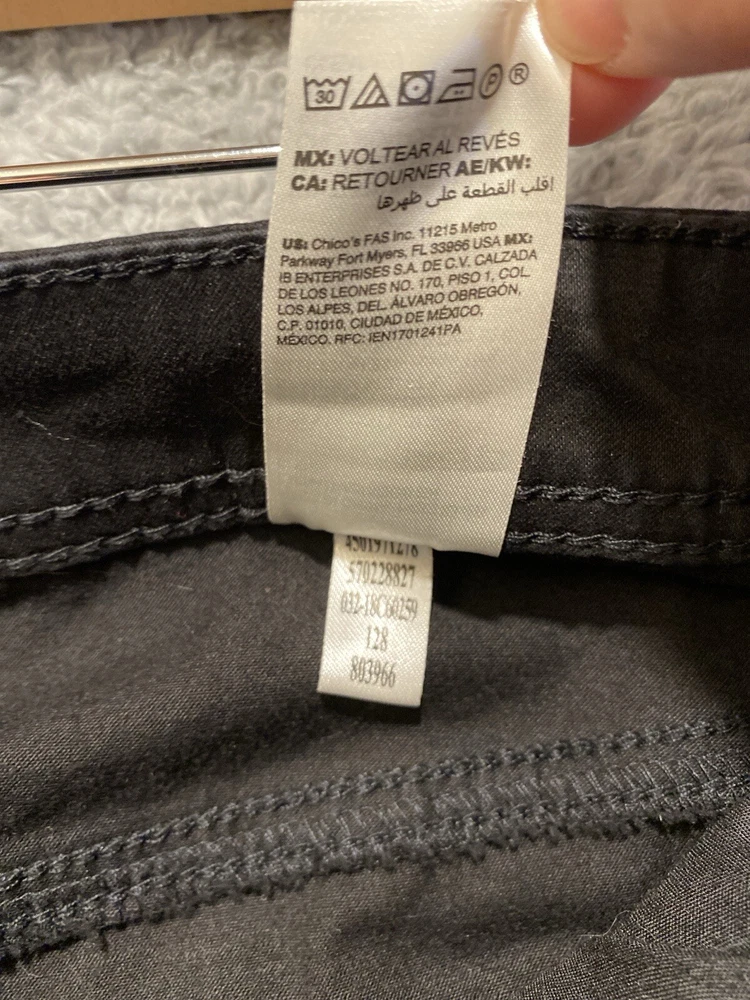 30 P ®
MX: VOLTEAR AL REVÉS
CA: RETOURNER AE/KW:
اقلب القطعة على ظهرها
US: Chico's FAS Inc. 11215 Metro
Parkway Fort Myers, FL 33966 USA MX:
IB ENTERPRISES S.A. DE C.V. CALZADA
DE LOS LEONES NO. 170, PISO 1, COL.
LOS ALPES, DEL. ÁLVARO OBREGÓN,
C.P. 01010, CIUDAD DE MÉXICO,
MÉXICO. RFC: IEN1701241PA
4501971278
570228827
032-18C60259
128
803966